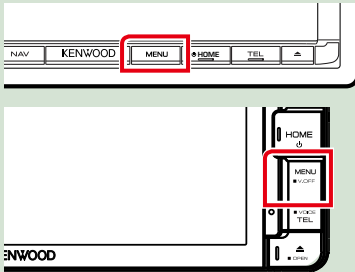 NAV KENWOOD MENU HOME TEL
HOME
MENU
V.OFF
VOICE
TEL
ENWOOD
OPEN